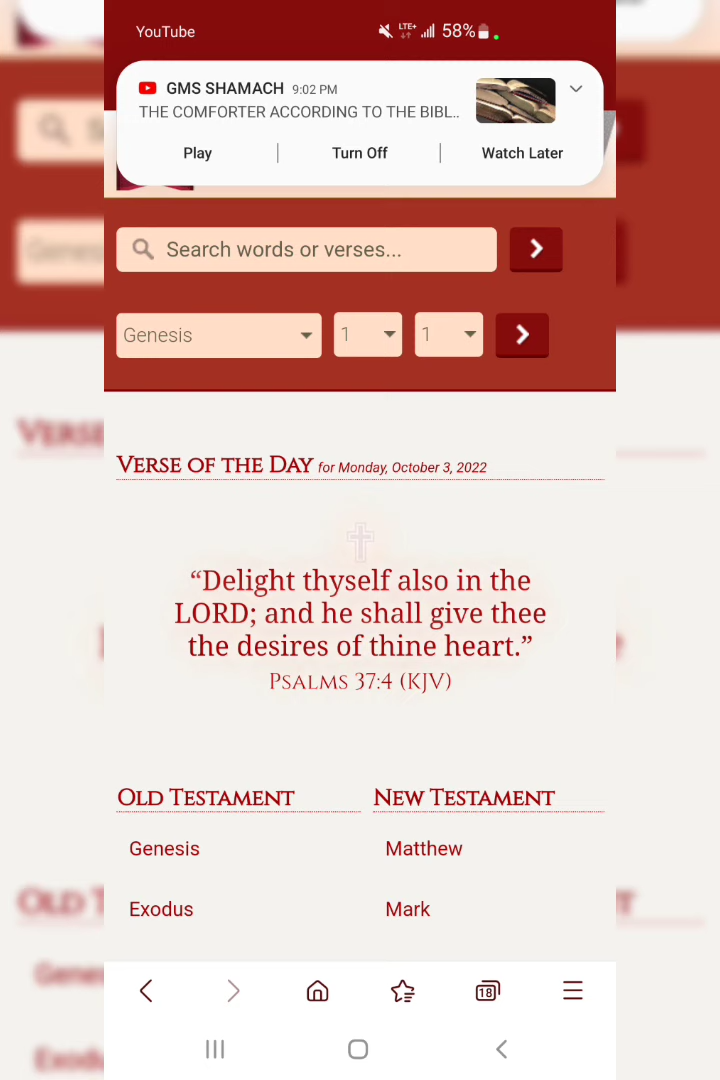 YouTube LTE+ 58%
GMS SHAMACH 9:02 PM
THE COMFORTER ACCORDING TO THE BIBL..
Play Turn Off Watch Later
Search words or verses...
Genesis 1 1
VERSE OF THE DAY for Monday, October 3, 2022
“Delight thyself also in the
LORD; and he shall give thee
the desires of thine heart.”
PSALMS 37:4 (KJV)
OLD TESTAMENT NEW TESTAMENT
Genesis Matthew
Exodus Mark
18